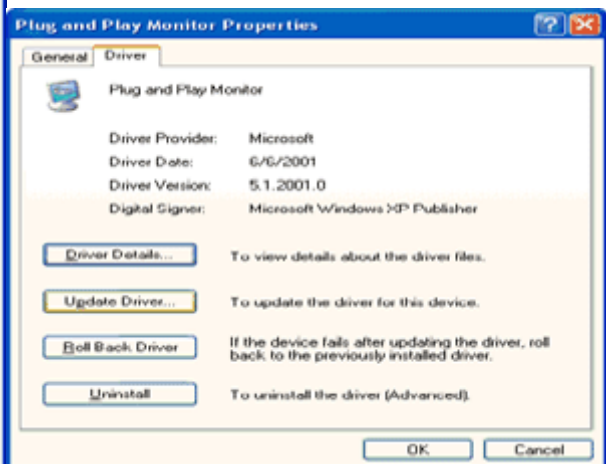 Plug and Play Monitor Properties
General Driver
Plug and Play Monitor
Driver Provider: Microsoft
Driver Date: 6/6/2001
Driver Version: 5.1.2001.0
Digital Signer: Microsoft Windows XP Publisher
Driver Details... To view details about the driver files.
Update Driver... To update the driver for this device.
Roll Back Driver If the device fails after updating the driver, roll
back to the previously installed driver.
Uninstall To uninstall the driver (Advanced).
OK Cancel